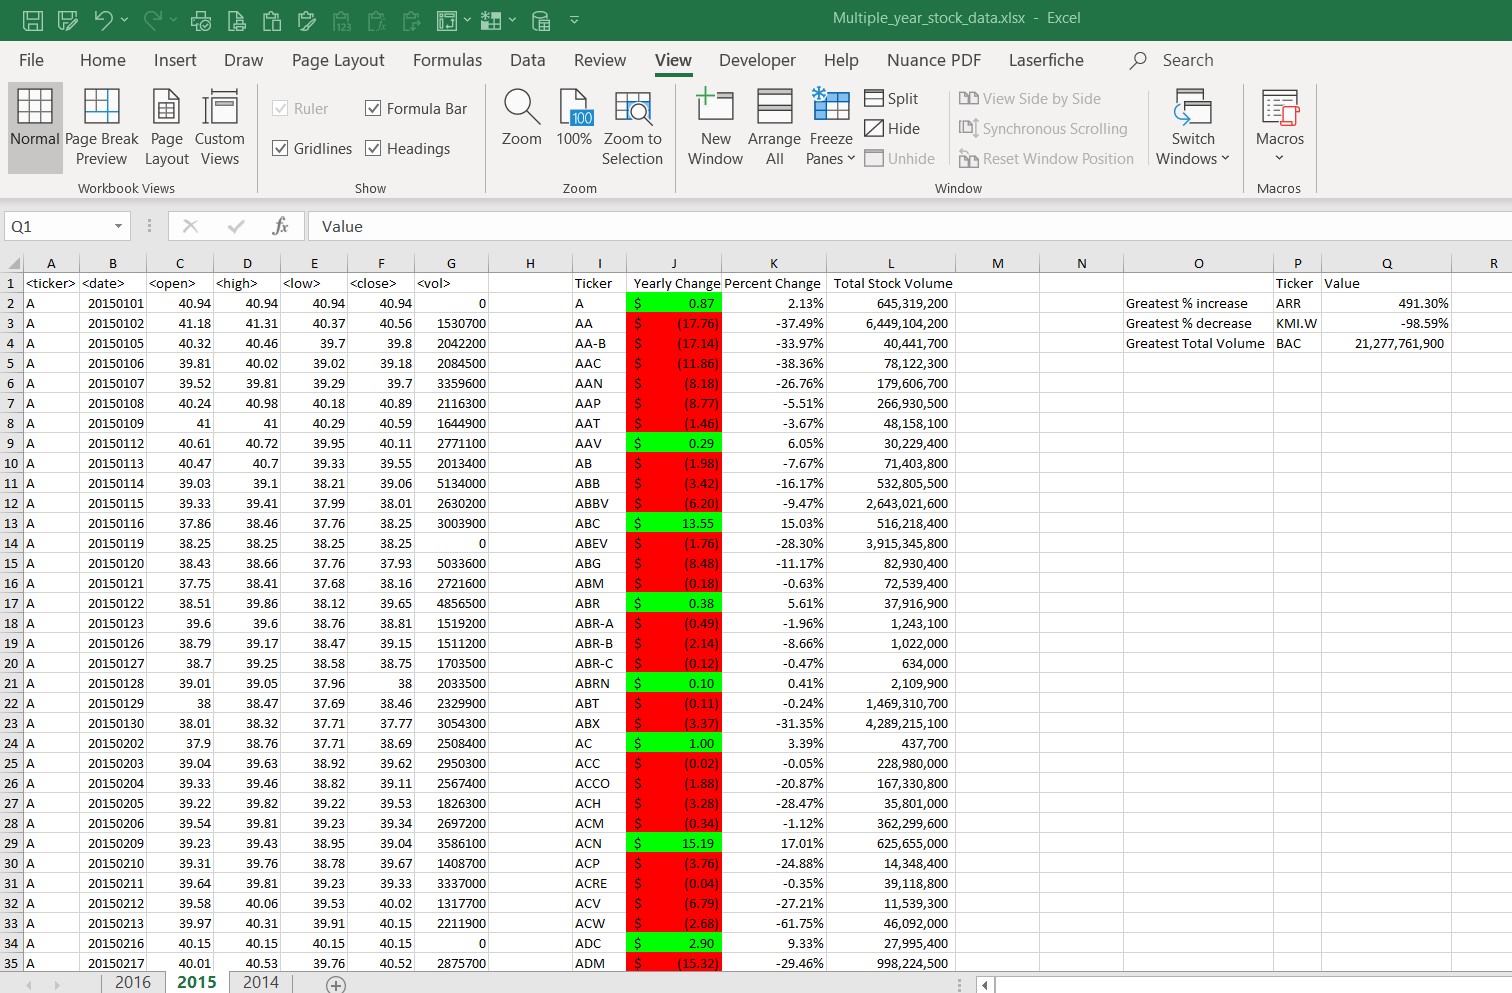 Multiple_year_stock_data.xlsx - Excel
File Home Insert Draw Page Layout Formulas Data Review View Developer Help Nuance PDF Laserfiche Search
Normal Page Break Preview Page Layout Custom Views
Workbook Views
Ruler Formula Bar
Gridlines Headings
Show
Zoom 100% Zoom to Selection
100
Zoom
New Window Arrange All Freeze Panes
Split
Hide
Unhide
View Side by Side
Synchronous Scrolling
Reset Window Position
Switch Windows
Window
Macros
Macros
Q1 fx Value
A B C D E F G H I J K L M N O P Q R
1 <ticker> <date> <open> <high> <low> <close> <vol> Ticker Yearly Change Percent Change Total Stock Volume Ticker Value
2 A 20150101 40.94 40.94 40.94 40.94 0 A $ 0.87 2.13% 645,319,200 Greatest % increase ARR 491.30%
3 A 20150102 41.18 41.31 40.37 40.56 1530700 AA $ (17.76) -37.49% 6,449,104,200 Greatest % decrease KMI.W -98.59%
4 A 20150105 40.32 40.46 39.7 39.8 2042200 AA-B $ (17.14) -33.97% 40,441,700 Greatest Total Volume BAC 21,277,761,900
5 A 20150106 39.81 40.02 39.02 39.18 2084500 AAC $ (11.86) -38.36% 78,122,300
6 A 20150107 39.52 39.81 39.29 39.7 3359600 AAN $ (8.18) -26.76% 179,606,700
7 A 20150108 40.24 40.98 40.18 40.89 2116300 AAP $ (8.77) -5.51% 266,930,500
8 A 20150109 41 41 40.29 40.59 1644900 AAT $ (1.46) -3.67% 48,158,100
9 A 20150112 40.61 40.72 39.95 40.11 2771100 AAV $ 0.29 6.05% 30,229,400
10 A 20150113 40.47 40.7 39.33 39.55 2013400 AB $ (1.98) -7.67% 71,403,800
11 A 20150114 39.03 39.1 38.21 39.06 5134000 ABB $ (3.42) -16.17% 532,805,500
12 A 20150115 39.33 39.41 37.99 38.01 2630200 ABBV $ (6.20) -9.47% 2,643,021,600
13 A 20150116 37.86 38.46 37.76 38.25 3003900 ABC $ 13.55 15.03% 516,218,400
14 A 20150119 38.25 38.25 38.25 38.25 0 ABEV $ (1.76) -28.30% 3,915,345,800
15 A 20150120 38.43 38.66 37.76 37.93 5033600 ABG $ (8.48) -11.17% 82,930,400
16 A 20150121 37.75 38.41 37.68 38.16 2721600 ABM $ (0.18) -0.63% 72,539,400
17 A 20150122 38.51 39.86 38.12 39.65 4856500 ABR $ 0.38 5.61% 37,916,900
18 A 20150123 39.6 39.6 38.76 38.81 1519200 ABR-A $ (0.49) -1.96% 1,243,100
19 A 20150126 38.79 39.17 38.47 39.15 1511200 ABR-B $ (2.14) -8.66% 1,022,000
20 A 20150127 38.7 39.25 38.58 38.75 1703500 ABR-C $ (0.12) -0.47% 634,000
21 A 20150128 39.01 39.05 37.96 38 2033500 ABRN $ 0.10 0.41% 2,109,900
22 A 20150129 38 38.47 37.69 38.46 2329900 ABT $ (0.11) -0.24% 1,469,310,700
23 A 20150130 38.01 38.32 37.71 37.77 3054300 ABX $ (3.37) -31.35% 4,289,215,100
24 A 20150202 37.9 38.76 37.71 38.69 2508400 AC $ 1.00 3.39% 437,700
25 A 20150203 39.04 39.63 38.92 39.62 2950300 ACC $ (0.02) -0.05% 228,980,000
26 A 20150204 39.33 39.46 38.82 39.11 2567400 ACCO $ (1.88) -20.87% 167,330,800
27 A 20150205 39.22 39.82 39.22 39.53 1826300 ACH $ (3.28) -28.47% 35,801,000
28 A 20150206 39.54 39.81 39.23 39.34 2697200 ACM $ (0.34) -1.12% 362,299,600
29 A 20150209 39.23 39.43 38.95 39.04 3586100 ACN $ 15.19 17.01% 625,655,000
30 A 20150210 39.31 39.76 38.78 39.67 1408700 ACP $ (3.76) -24.88% 14,348,400
31 A 20150211 39.64 39.81 39.23 39.33 3337000 ACRE $ (0.04) -0.35% 39,118,800
32 A 20150212 39.58 40.06 39.53 40.02 1317700 ACV $ (6.79) -27.21% 11,539,300
33 A 20150213 39.97 40.31 39.91 40.15 2211900 ACW $ (2.68) -61.75% 46,092,000
34 A 20150216 40.15 40.15 40.15 40.15 0 ADC $ 2.90 9.33% 27,995,400
35 A 20150217 40.01 40.53 39.76 40.52 2875700 ADM $ (15.32) -29.46% 998,224,500
2016 2015 2014